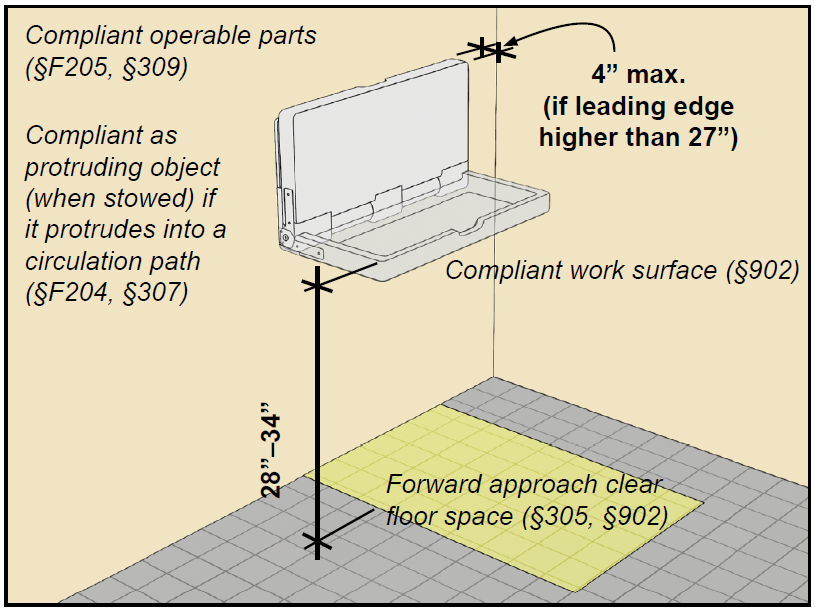 Compliant operable parts
(§F205, §309)
4” max.
(if leading edge
higher than 27”)
Compliant as
protruding object
(when stowed) if
it protrudes into a
circulation path
(§F204, §307)
Compliant work surface (§902)
28”–34”
Forward approach clear
floor space (§305, §902)